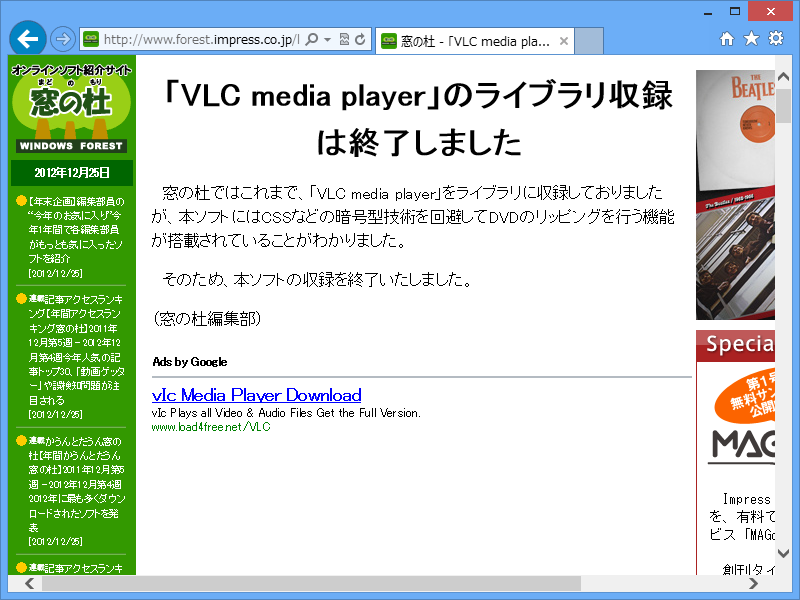 http://www.forest.impress.co.jp/l
窓の杜 - 「VLC media pla...
オンラインソフト紹介サイト
まど の もり
窓の杜
WINDOWS FOREST
2012年12月25日
【年末企画】編集部員の
“今年のお気に入り”今
年1年間で各編集部員
がもっとも気に入ったソ
フトを紹介
[2012/12/25]
連載記事アクセスランキ
ング【年間アクセスラン
キング窓の杜】2011年
12月第5週－2012年12
月第4週今年人気の記
事トップ30、「動画ゲッタ
ー」や誤検知問題が注
目される
[2012/12/25]
連載かうんとだうん窓の
杜【年間かうんとだうん
窓の杜】2011年12月第5
週－2012年12月第4週
2012年に最も多くダウン
ロードされたソフトを発
表
[2012/12/25]
連載記事アクセスランキ
「VLC media player」のライブラリ収録
は終了しました
窓の杜ではこれまで、「VLC media player」をライブラリに収録しておりました
が、本ソフトにはCSSなどの暗号型技術を回避してDVDのリッピングを行う機能
が搭載されていることがわかりました。
そのため、本ソフトの収録を終了いたしました。
（窓の杜編集部）
Ads by Google
vlc Media Player Download
vlc Plays all Video & Audio Files Get the Full Version.
www.load4free.net/VLC
THE
BEATLE
The Beatles / 1962-1966
Specia
第1号
無料サン
公開
MAG
Impress
を、有料で
ビス「MAGo
創刊タイ